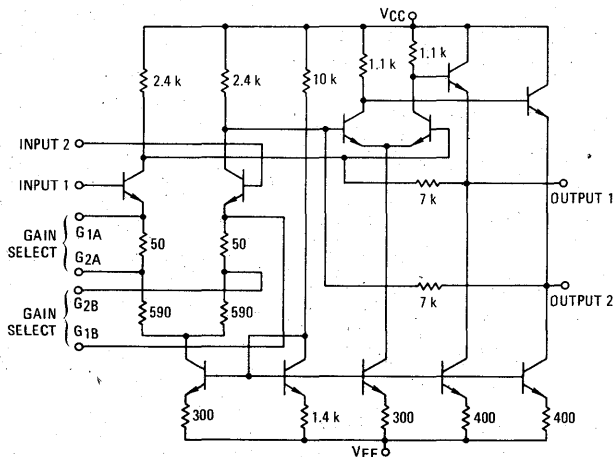 VCC
2.4 k
2.4 k
10 k
1.1 k
1.1 k
INPUT 2
INPUT 1
OUTPUT 1
7 k
GAIN SELECT
G1A
G2A
50
50
GAIN SELECT
G2B
G1B
590
590
7 k
OUTPUT 2
300
1.4 k
300
400
400
VEE